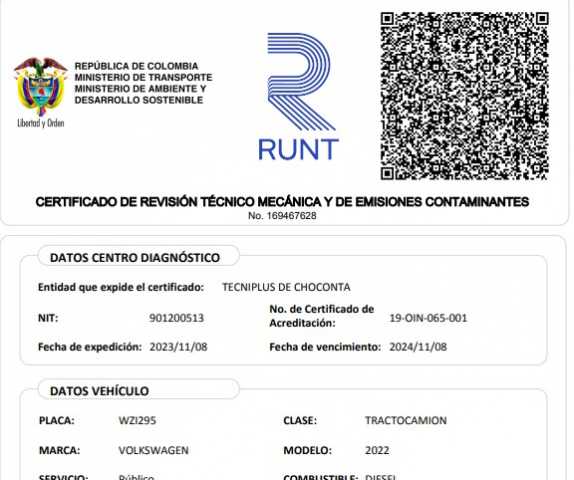 REPÚBLICA DE COLOMBIA
MINISTERIO DE TRANSPORTE
MINISTERIO DE AMBIENTE Y
DESARROLLO SOSTENIBLE
Libertad y Orden
RUNT
CERTIFICADO DE REVISIÓN TÉCNICO MECÁNICA Y DE EMISIONES CONTAMINANTES
No. 169467628
DATOS CENTRO DIAGNÓSTICO
Entidad que expide el certificado: TECNIPLUS DE CHOCONTA
NIT: 901200513 No. de Certificado de Acreditación: 19-OIN-065-001
Fecha de expedición: 2023/11/08 Fecha de vencimiento: 2024/11/08
DATOS VEHÍCULO
PLACA: WZI295 CLASE: TRACTOCAMION
MARCA: VOLKSWAGEN MODELO: 2022
SERVICIO: Público COMBUSTIBLE: DIESEL